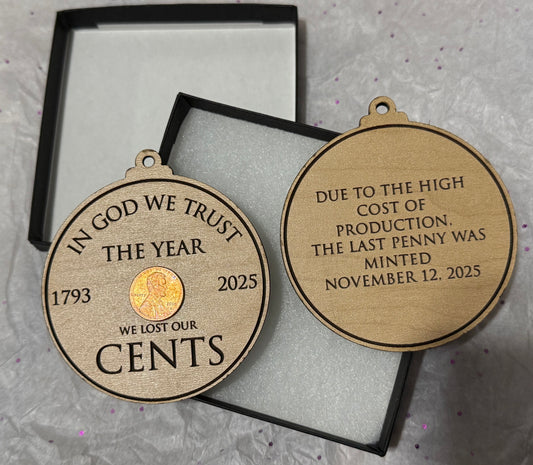 IN GOD WE TRUST
THE YEAR
1793
2025
WE LOST OUR
CENTS
DUE TO THE HIGH
COST OF
PRODUCTION,
THE LAST PENNY WAS
MINTED
NOVEMBER 12, 2025